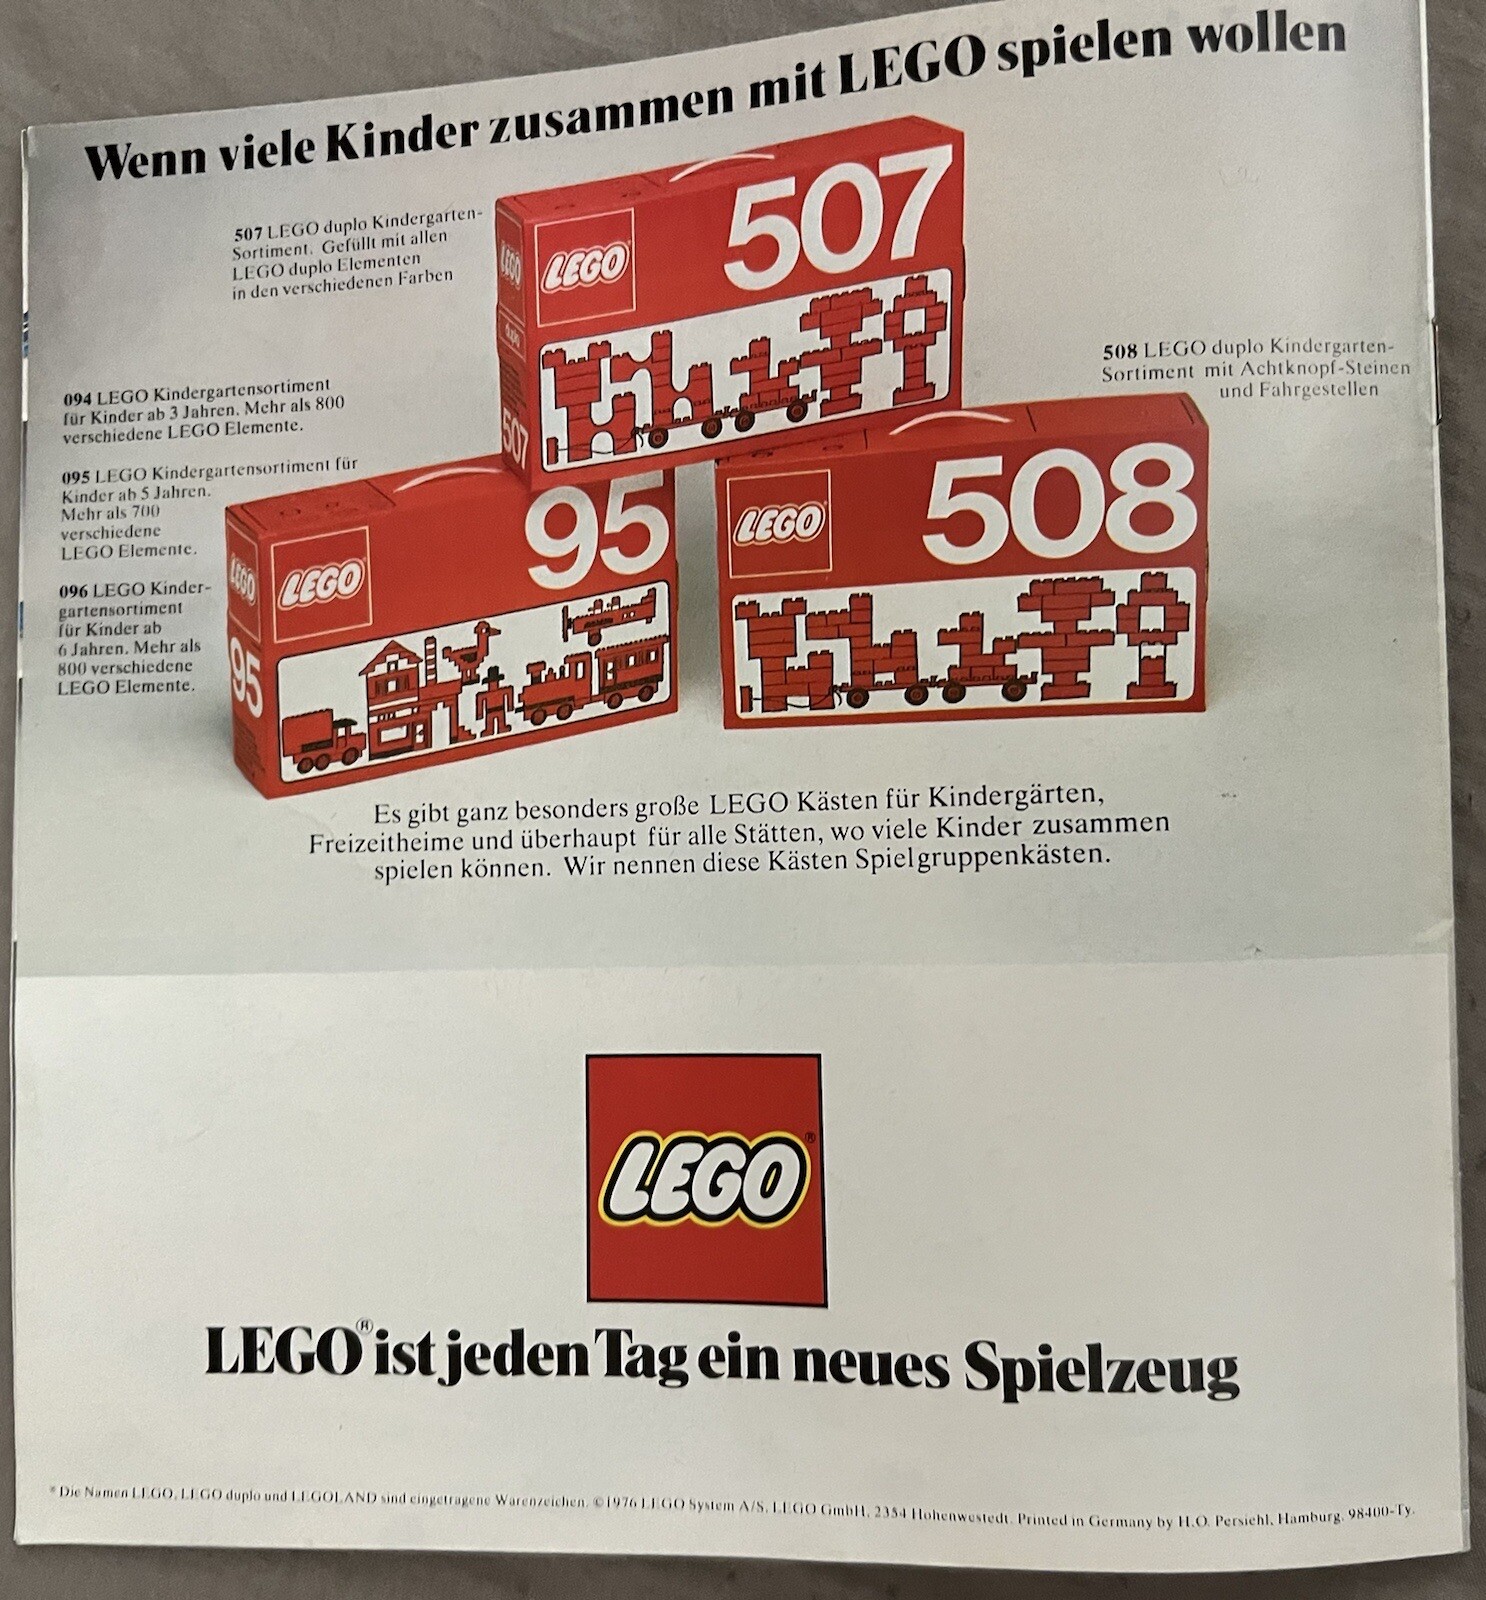 Wenn viele Kinder zusammen mit LEGO spielen wollen
507 LEGO duplo Kindergarten-
Sortiment. Gefüllt mit allen
LEGO duplo Elementen
in den verschiedenen Farben
LEGO
duplo
507
LEGO
507
508 LEGO duplo Kindergarten-
Sortiment mit Achtknopf-Steinen
und Fahrgestellen
094 LEGO Kindergartensortiment
für Kinder ab 3 Jahren. Mehr als 800
verschiedene LEGO Elemente.
095 LEGO Kindergartensortiment für
Kinder ab 5 Jahren.
Mehr als 700
verschiedene
LEGO Elemente.
096 LEGO Kinder-
gartensortiment
für Kinder ab
6 Jahren. Mehr als
800 verschiedene
LEGO Elemente.
LEGO
95
LEGO
95
LEGO
508
Es gibt ganz besonders große LEGO Kästen für Kindergärten,
Freizeitheime und überhaupt für alle Stätten, wo viele Kinder zusammen
spielen können. Wir nennen diese Kästen Spielgruppenkästen.
LEGO®
LEGO® ist jeden Tag ein neues Spielzeug
* Die Namen LEGO, LEGO duplo und LEGOLAND sind eingetragene Warenzeichen. ©1976 LEGO System A/S. LEGO GmbH, 2354 Hohenwestedt. Printed in Germany by H.O. Persiehl, Hamburg. 98400-Ty.